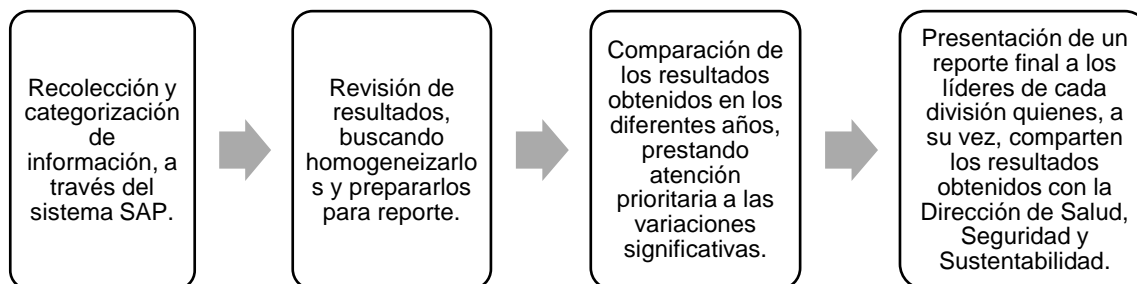 Recolección y
categorización
de
información, a
través del
sistema SAP.
Revisión de
resultados,
buscando
homogeneizarlo
s y prepararlos
para reporte.
Comparación de
los resultados
obtenidos en los
diferentes años,
prestando
atención
prioritaria a las
variaciones
significativas.
Presentación de un
reporte final a los
líderes de cada
división quienes, a
su vez, comparten
los resultados
obtenidos con la
Dirección de Salud,
Seguridad y
Sustentabilidad.